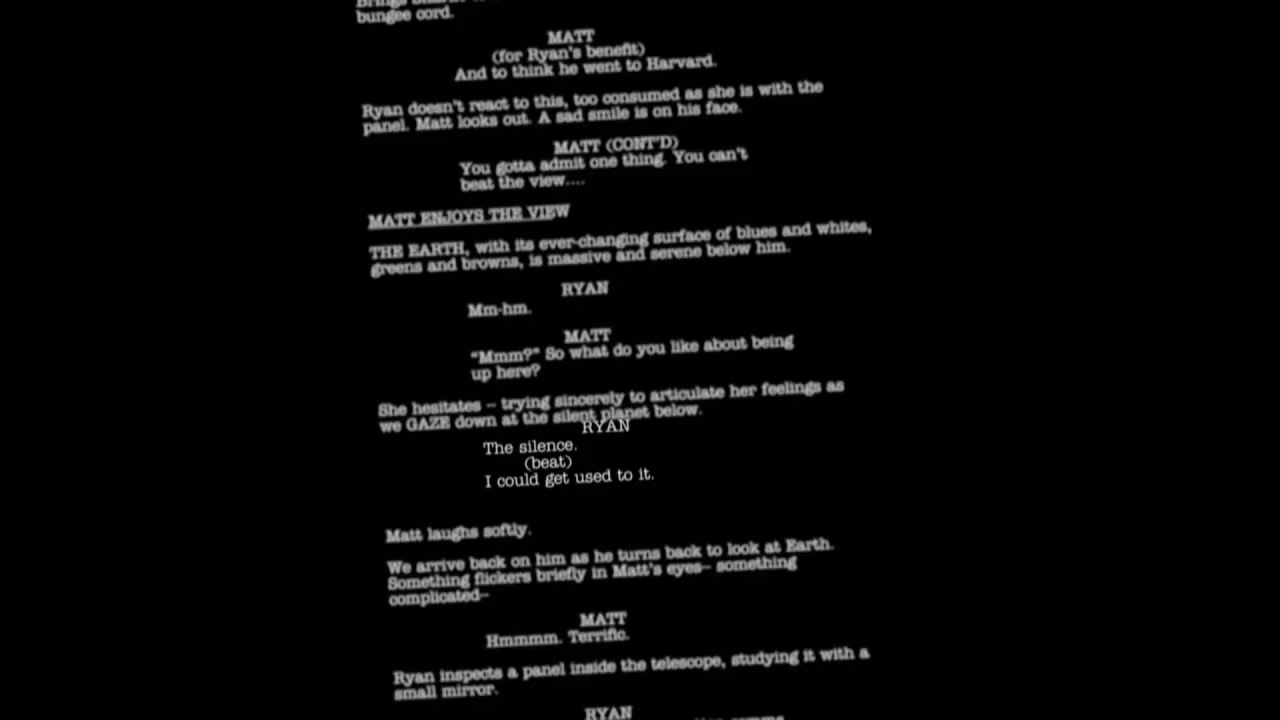 bungee cord.
MATT
(for Ryan's benefit)
And to think he went to Harvard.
Ryan doesn't react to this, too consumed as she is with the
panel. Matt looks out. A sad smile is on his face.
MATT (CONT'D)
You gotta admit one thing. You can't
beat the view....
MATT ENJOYS THE VIEW
THE EARTH, with its ever-changing surface of blues and whites,
greens and browns, is massive and serene below him.
RYAN
Mm-hm.
MATT
"Mmm?" So what do you like about being
up here?
She hesitates -- trying sincerely to articulate her feelings as
we GAZE down at the silent planet below.
RYAN
The silence.
(beat)
I could get used to it.
Matt laughs softly.
We arrive back on him as he turns back to look at Earth.
Something flickers briefly in Matt's eyes-- something
complicated--
MATT
Hmmmm. Terrific.
Ryan inspects a panel inside the telescope, studying it with a
small mirror.
RYAN